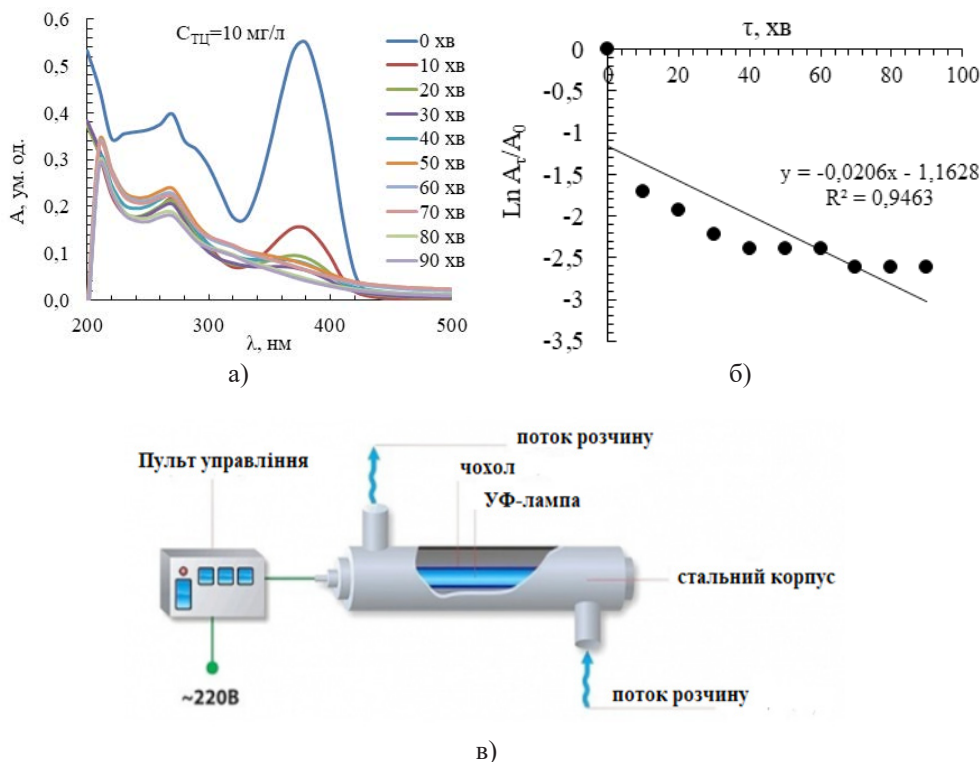 C_ТЦ=10 мг/л
0,6
0,5
0,4
0,3
0,2
0,1
0,0
А, ум. од.
200
300
400
500
λ, нм
0 хв
10 хв
20 хв
30 хв
40 хв
50 хв
60 хв
70 хв
80 хв
90 хв
а)
τ, хв
0
20
40
60
80
100
0
-0,5
-1
-1,5
-2
-2,5
-3
-3,5
Ln Aτ/A0
y = -0,0206x - 1,1628
R² = 0,9463
б)
поток розчину
Пульт управління
чохол
УФ-лампа
стальний корпус
~220В
поток розчину
в)